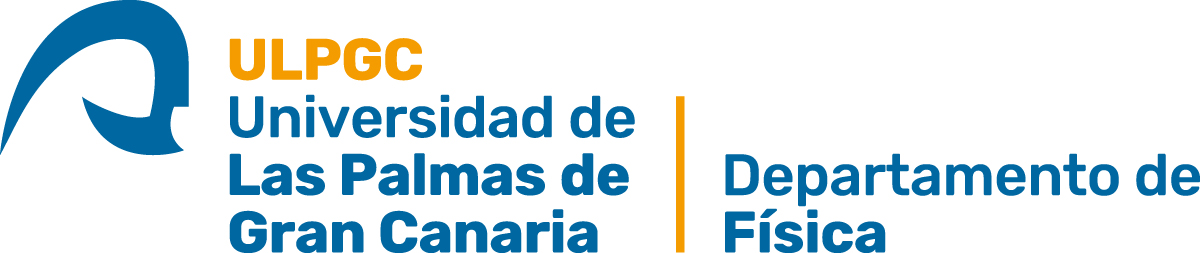 ULPGC
Universidad de
Las Palmas de
Gran Canaria
Departamento de
Física